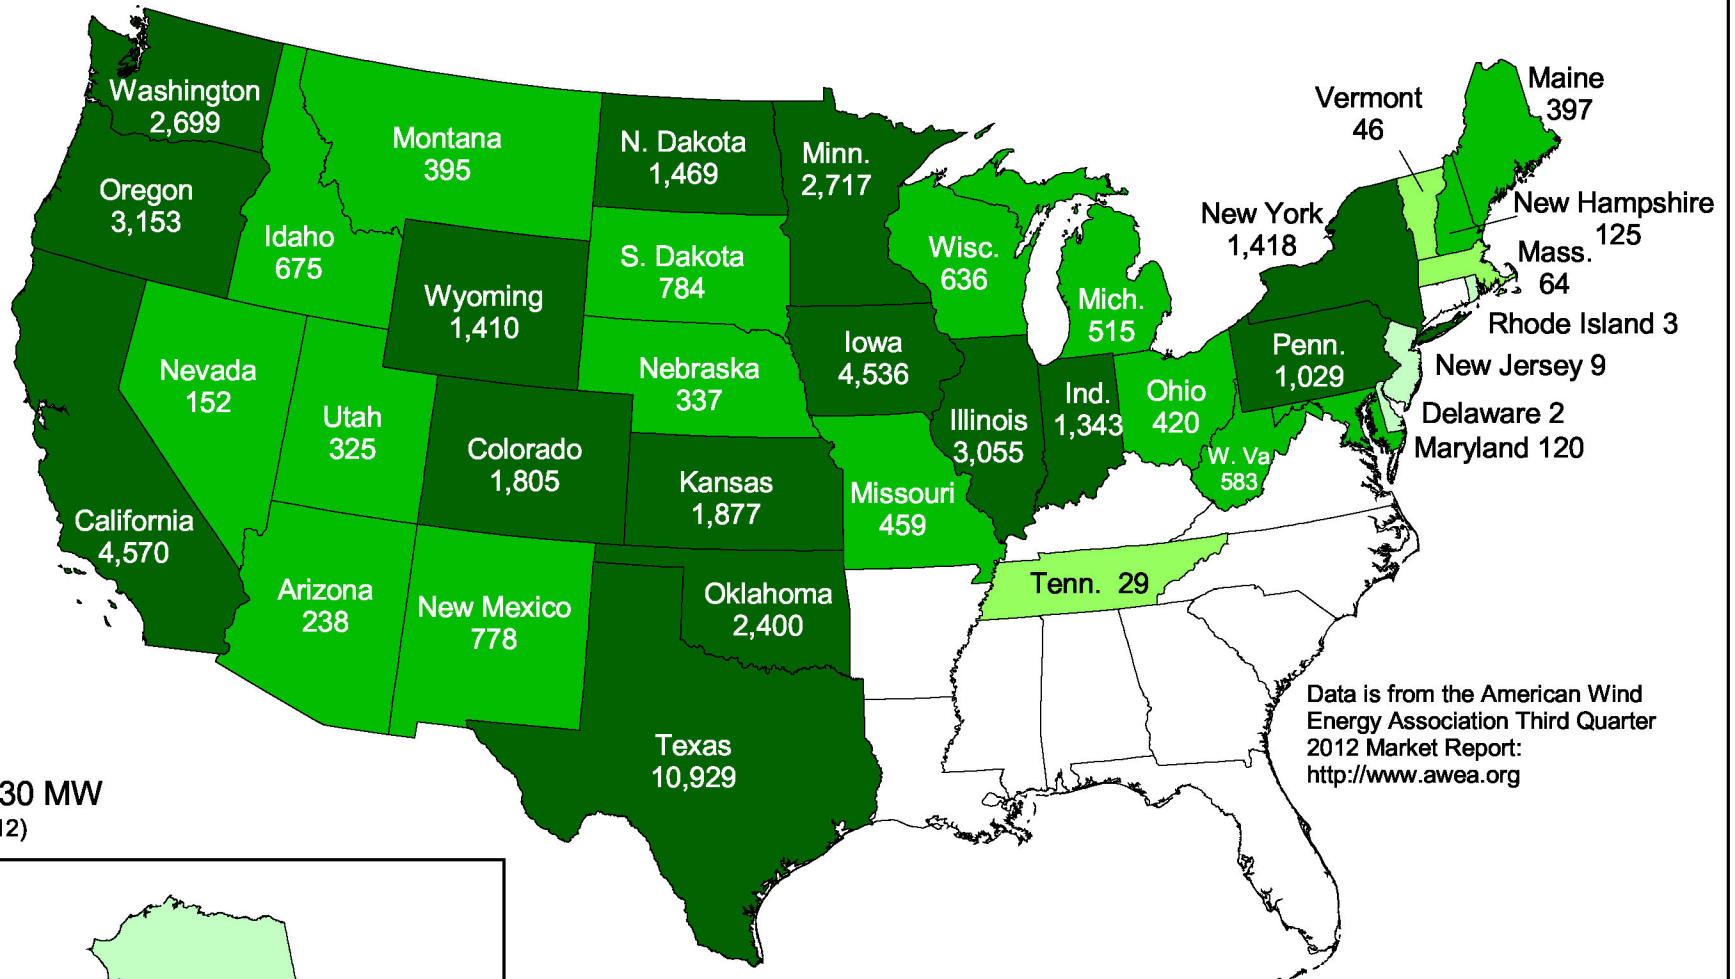 Washington
2,699
Oregon
3,153
California
4,570
Idaho
675
Nevada
152
Montana
395
Wyoming
1,410
Utah
325
Colorado
1,805
Arizona
238
New Mexico
778
N. Dakota
1,469
S. Dakota
784
Nebraska
337
Kansas
1,877
Oklahoma
2,400
Texas
10,929
Minn.
2,717
Iowa
4,536
Missouri
459
Wisc.
636
Illinois
3,055
Mich.
515
Ind.
1,343
Ohio
420
W. Va
583
Tenn. 29
Penn.
1,029
New York
1,418
Vermont
46
Maine
397
New Hampshire
125
Mass.
64
Rhode Island 3
New Jersey 9
Delaware 2
Maryland 120
Data is from the American Wind
Energy Association Third Quarter
2012 Market Report:
http://www.awea.org
30 MW
12)